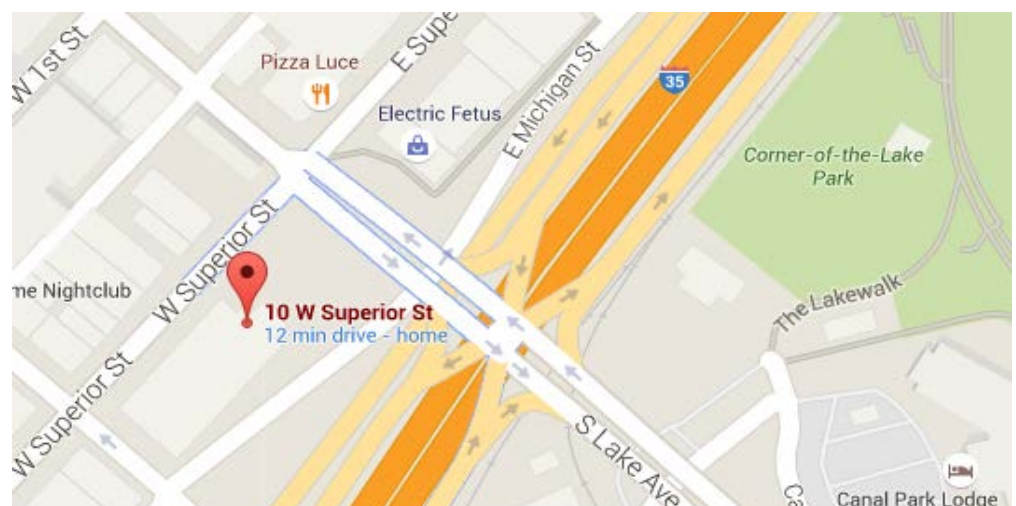 W 1st St
E Supe
Pizza Luce
Electric Fetus
E Michigan St
35
Corner-of-the-Lake
Park
W Superior St
me Nightclub
10 W Superior St
12 min drive - home
The Lakewalk
W Superior St
S Lake Ave
Ca
Canal Park Lodge